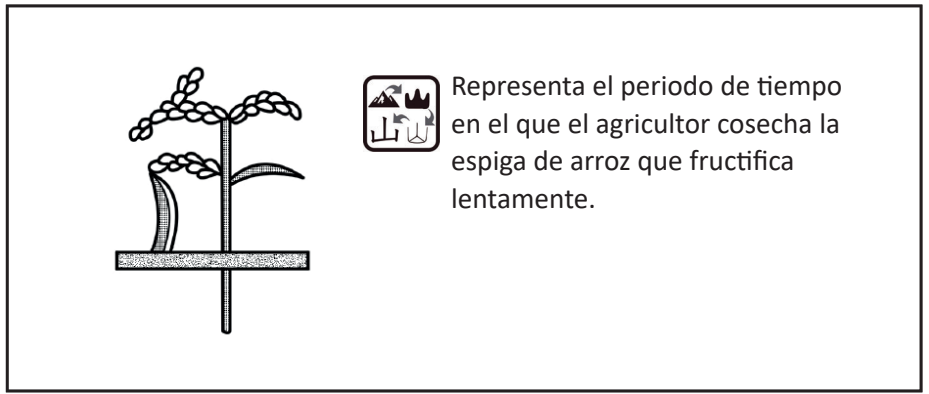 Representa el periodo de tiempo
en el que el agricultor cosecha la
espiga de arroz que fructifica
lentamente.